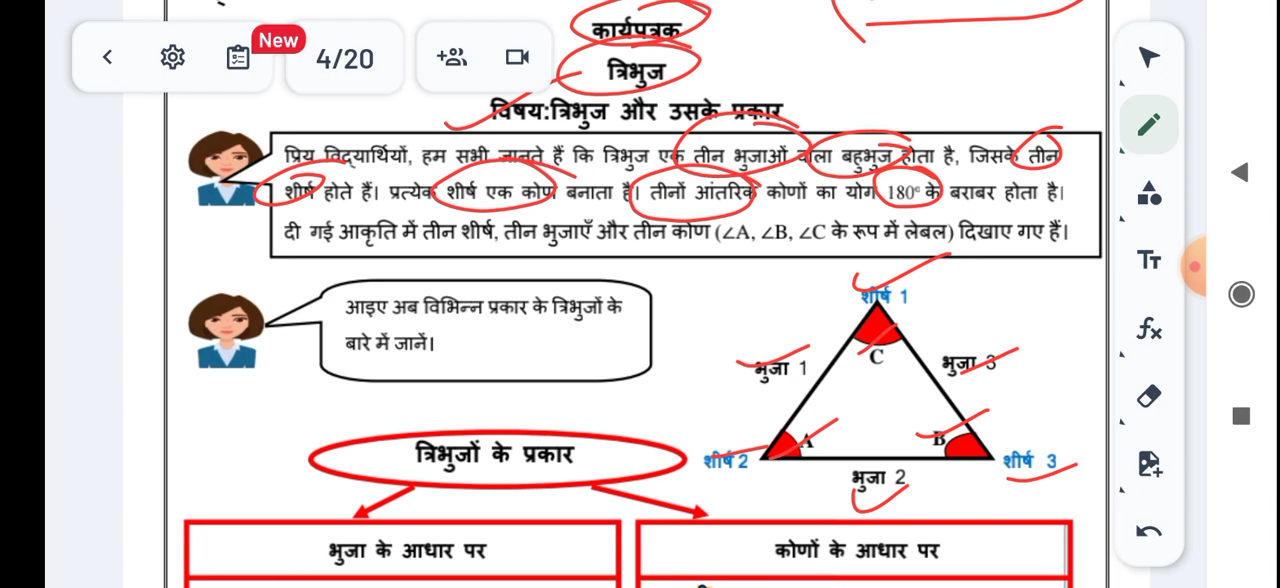 कार्यपत्रक
New
4/20
त्रिभुज
विषय:त्रिभुज और उसके प्रकार
प्रिय विद्यार्थियों, हम सभी जानते हैं कि त्रिभुज एक तीन भुजाओं वाला बहुभुज होता है, जिसके तीन
शीर्ष होते हैं। प्रत्येक शीर्ष एक कोण बनाता है। तीनों आंतरिक कोणों का योग 180° के बराबर होता है।
दी गई आकृति में तीन शीर्ष, तीन भुजाएँ और तीन कोण (∠A, ∠B, ∠C के रूप में लेबल) दिखाए गए हैं।
आइए अब विभिन्न प्रकार के त्रिभुजों के
बारे में जानें।
शीर्ष 1
C
भुजा 1
भुजा 3
A
B
शीर्ष 2
शीर्ष 3
भुजा 2
त्रिभुजों के प्रकार
भुजा के आधार पर
कोणों के आधार पर
Tт
fx